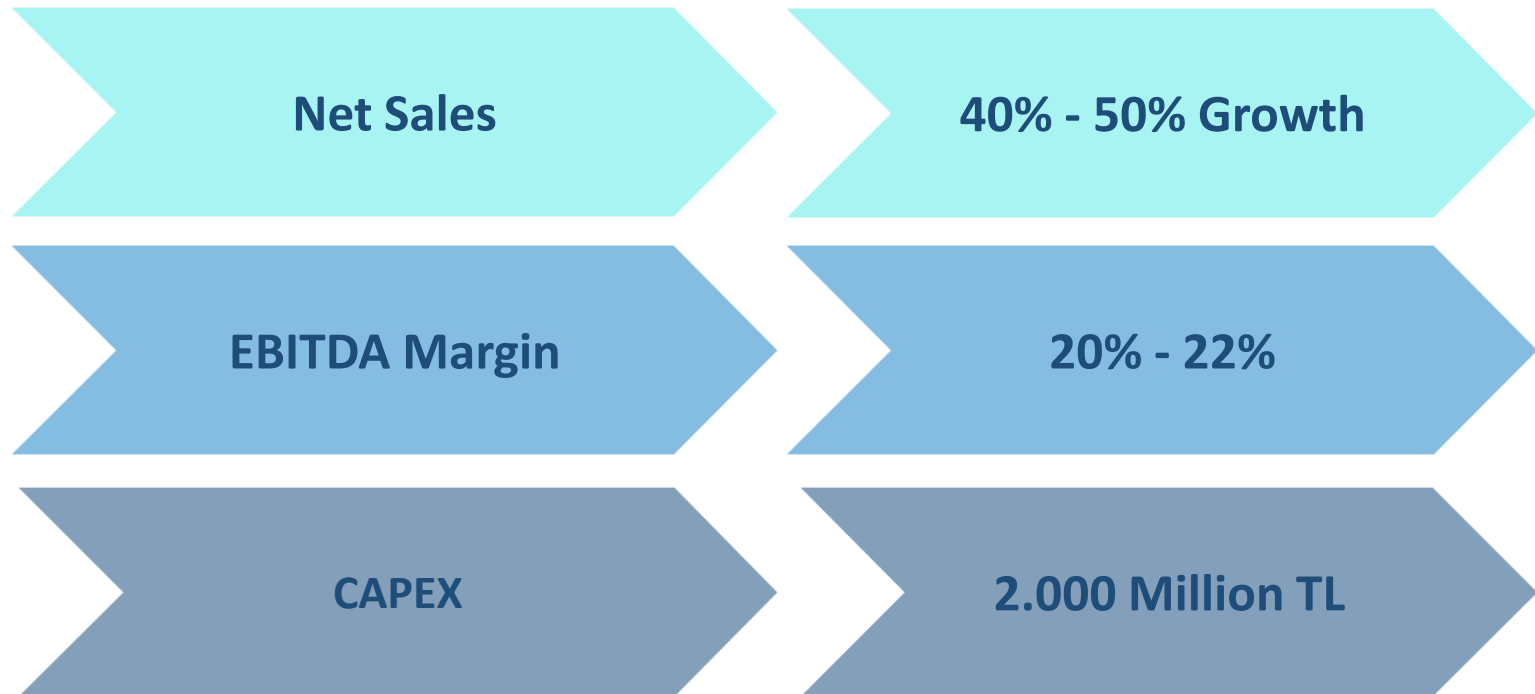 Net Sales
40% - 50% Growth
EBITDA Margin
20% - 22%
CAPEX
2.000 Million TL